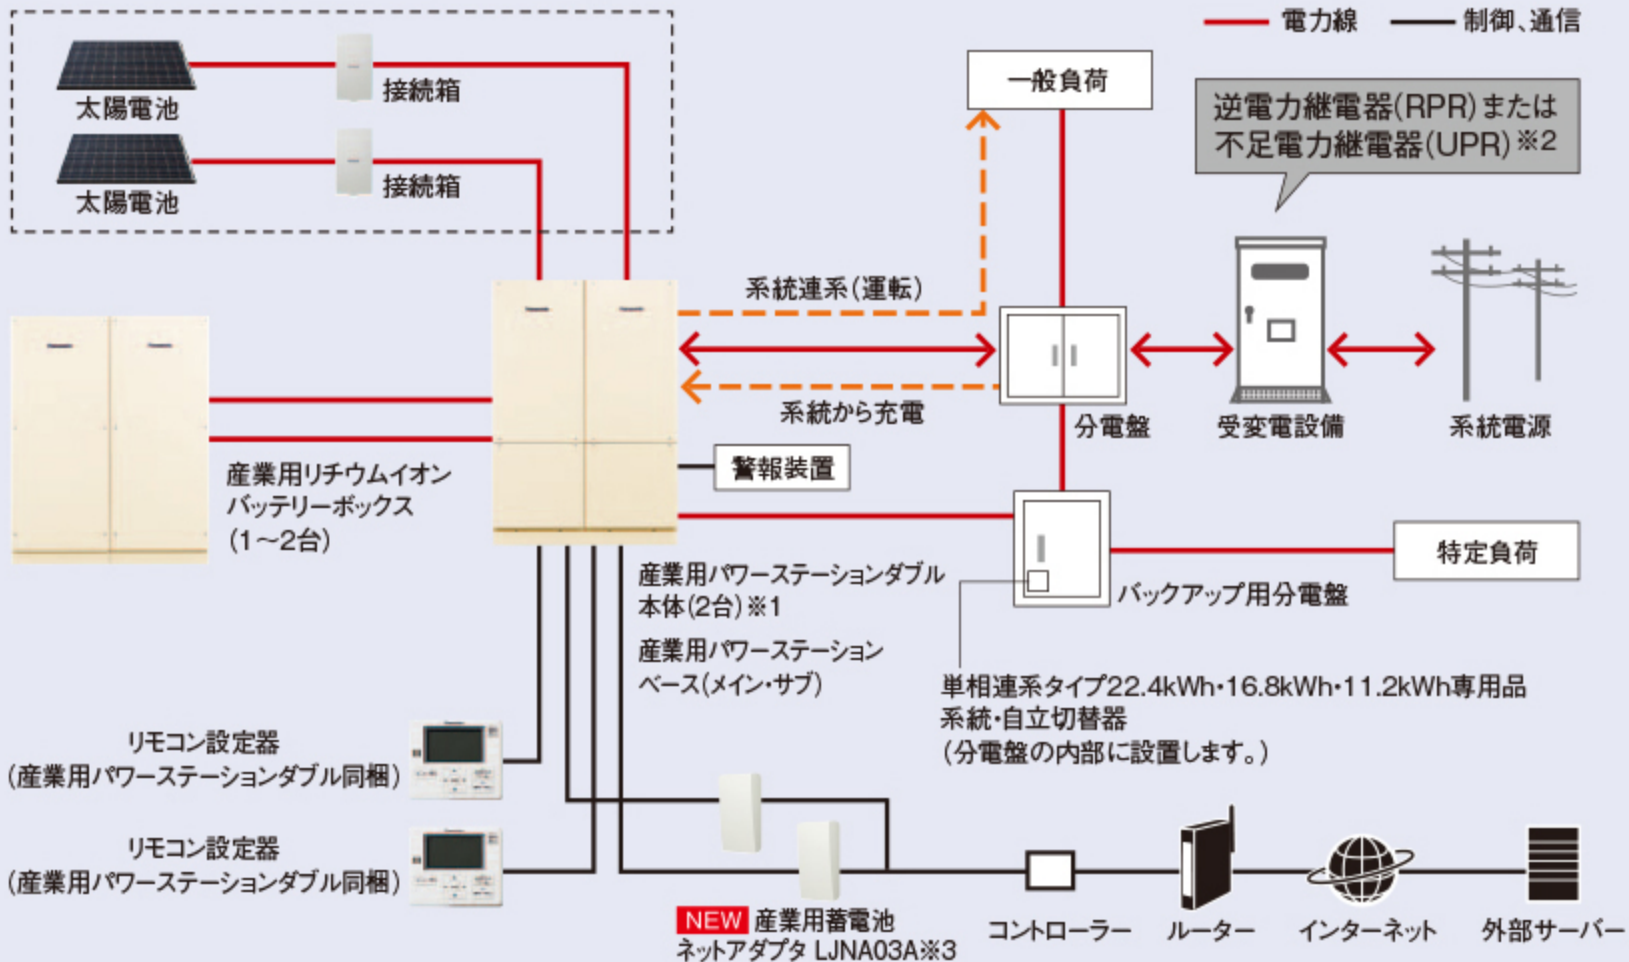 電力線
制御、通信
太陽電池
接続箱
太陽電池
接続箱
一般負荷
逆電力継電器(RPR)または
不足電力継電器(UPR)※2
系統連系(運転)
系統から充電
分電盤
受変電設備
系統電源
警報装置
産業用リチウムイオン
バッテリーボックス
(1〜2台)
産業用パワーステーションダブル
本体(2台)※1
産業用パワーステーション
ベース(メイン・サブ)
バックアップ用分電盤
特定負荷
単相連系タイプ22.4kWh・16.8kWh・11.2kWh専用品
系統・自立切替器
(分電盤の内部に設置します。)
リモコン設定器
(産業用パワーステーションダブル同梱)
リモコン設定器
(産業用パワーステーションダブル同梱)
NEW 産業用蓄電池
ネットアダプタ LJNA03A※3
コントローラー
ルーター
インターネット
外部サーバー